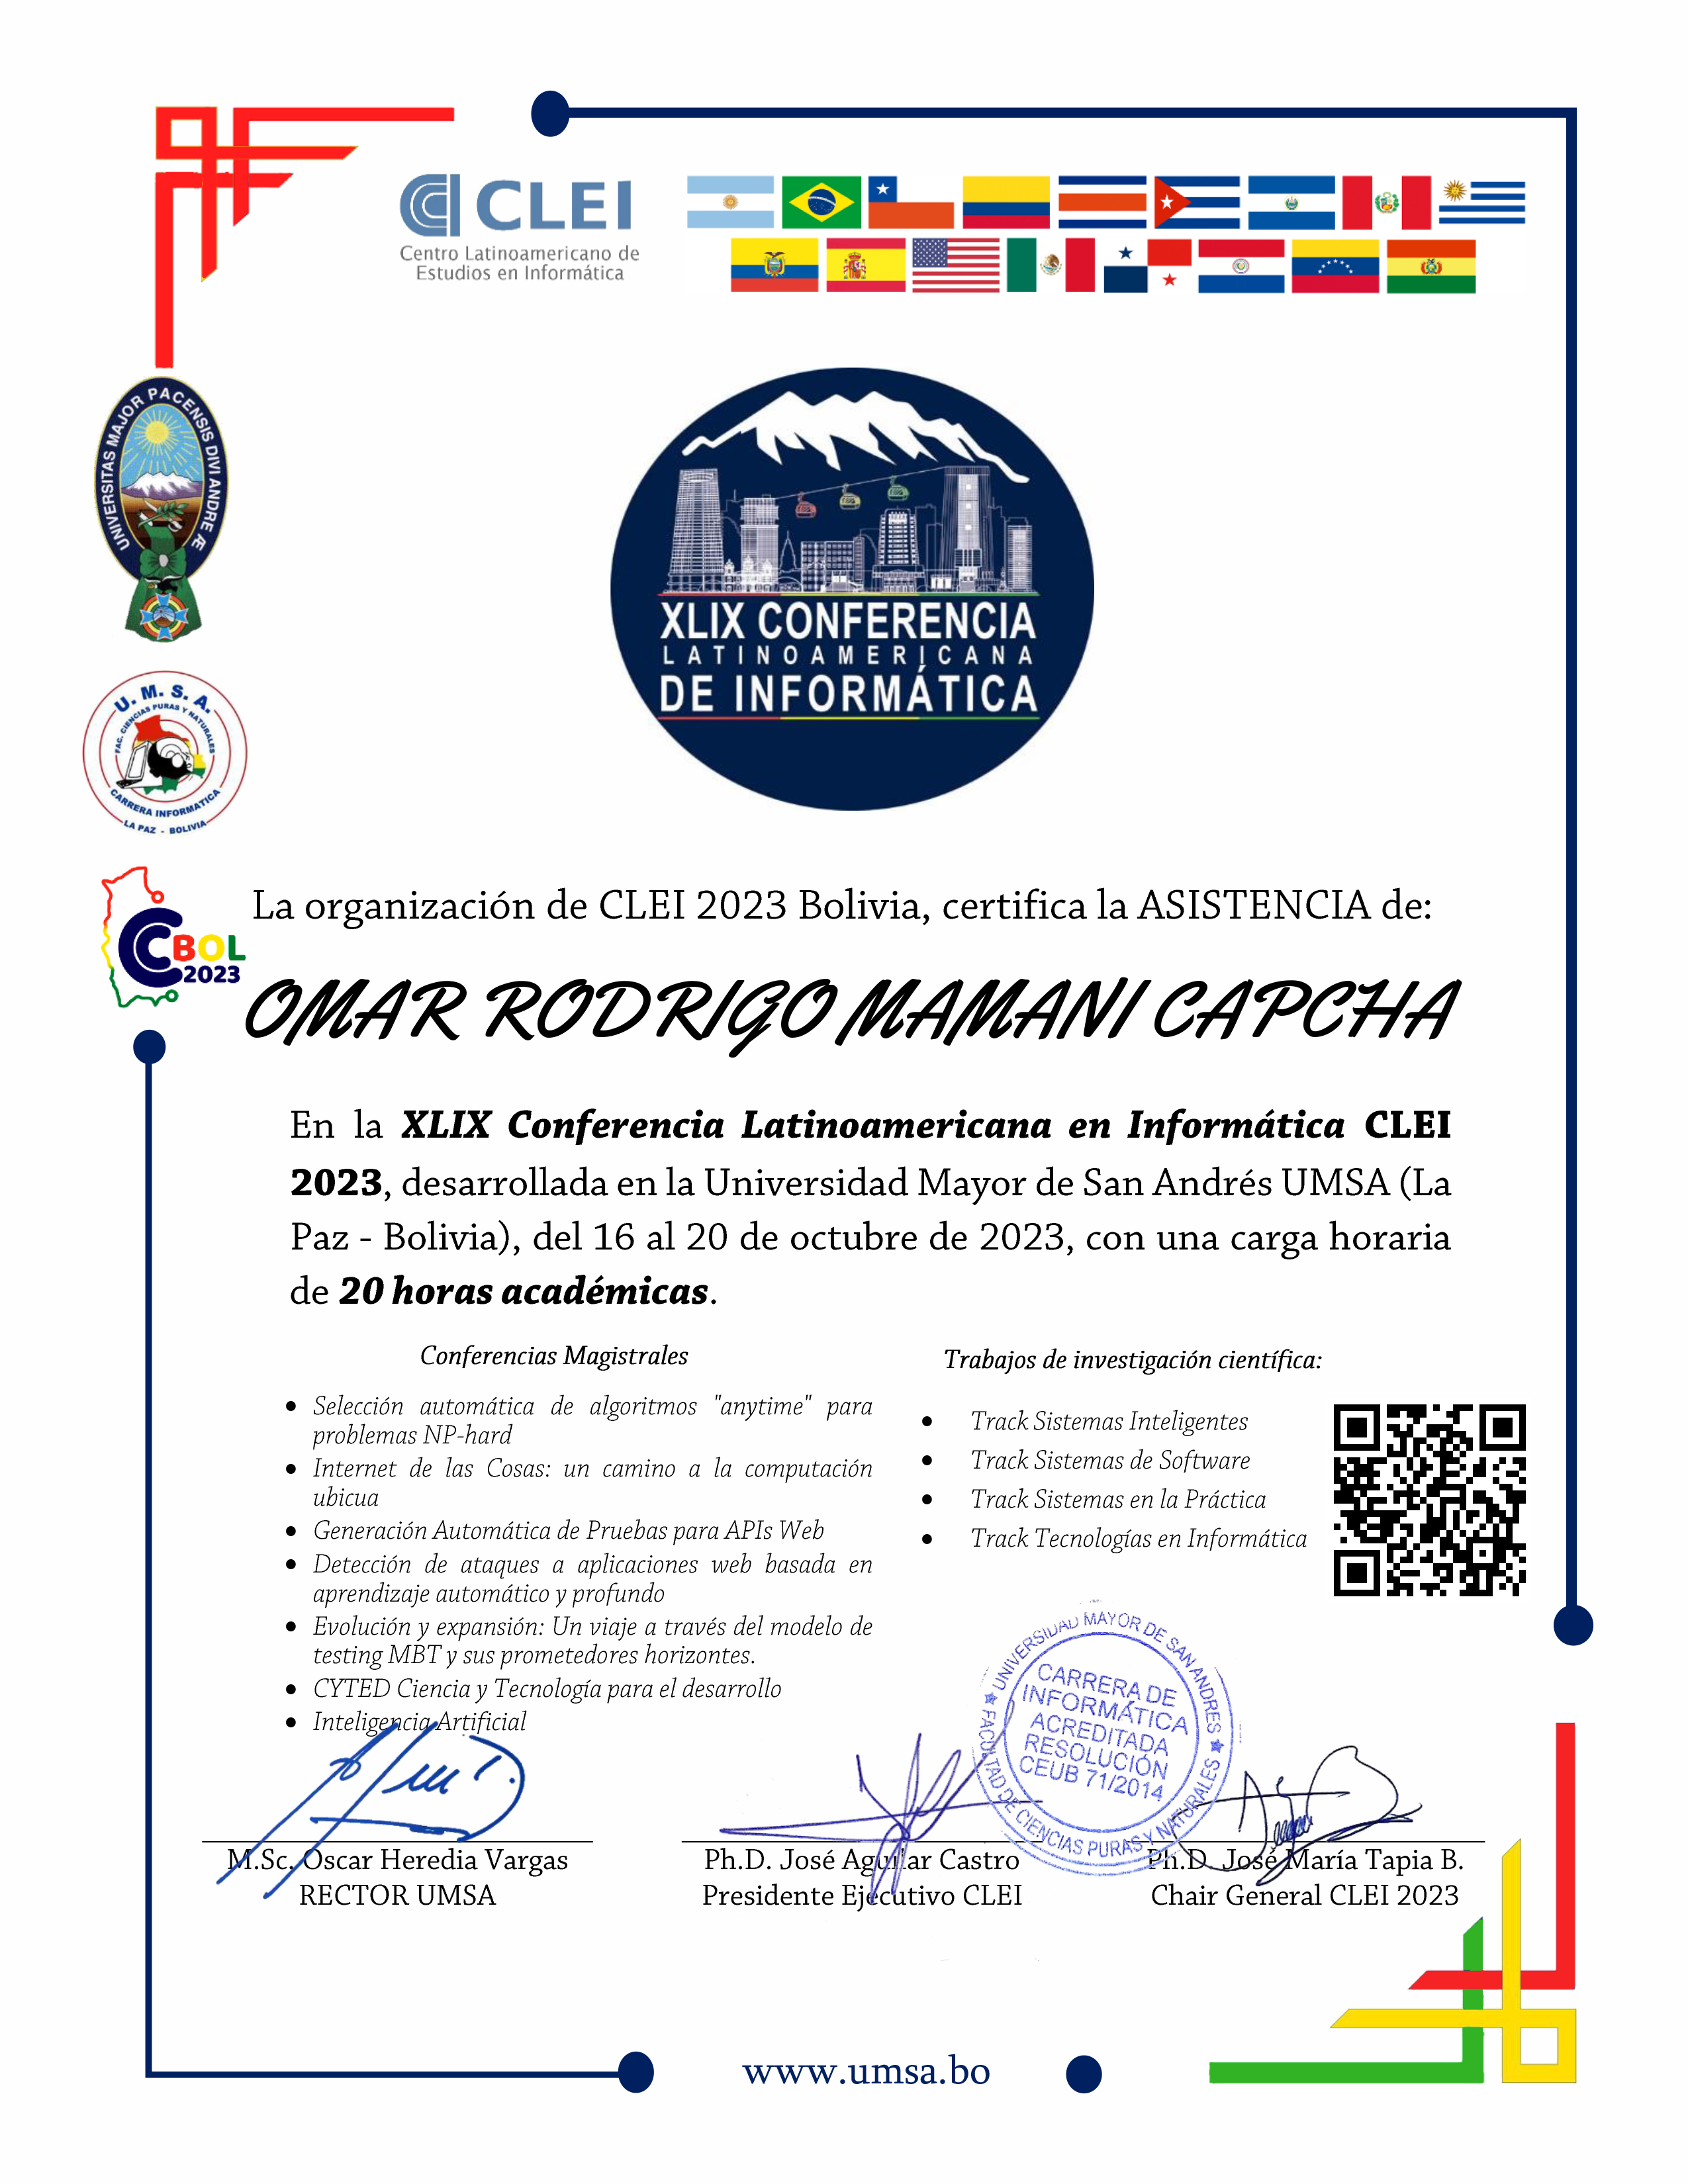 CLEI
Centro Latinoamericano de
Estudios en Informática
UNIVERSITAS MAJOR PACENSIS DIVI ANDRE Æ
XLIX CONFERENCIA
LATINOAMERICANA
DE INFORMÁTICA
U. M. S. A.
FAC. CIENCIAS PURAS Y NATURALES
CARRERA INFORMATICA
LA PAZ - BOLIVIA
C BOL
2023
La organización de CLEI 2023 Bolivia, certifica la ASISTENCIA de:
OMAR RODRIGO MAMANI CAPCHA
En la XLIX Conferencia Latinoamericana en Informática CLEI
2023, desarrollada en la Universidad Mayor de San Andrés UMSA (La
Paz - Bolivia), del 16 al 20 de octubre de 2023, con una carga horaria
de 20 horas académicas.
Conferencias Magistrales
• Selección automática de algoritmos "anytime" para
problemas NP-hard
• Internet de las Cosas: un camino a la computación
ubicua
• Generación Automática de Pruebas para APIs Web
• Detección de ataques a aplicaciones web basada en
aprendizaje automático y profundo
• Evolución y expansión: Un viaje a través del modelo de
testing MBT y sus prometedores horizontes.
• CYTED Ciencia y Tecnología para el desarrollo
• Inteligencia Artificial
Trabajos de investigación científica:
• Track Sistemas Inteligentes
• Track Sistemas de Software
• Track Sistemas en la Práctica
• Track Tecnologías en Informática
UNIVERSIDAD MAYOR DE SAN ANDRES
CARRERA DE
INFORMÁTICA
ACREDITADA
RESOLUCIÓN
CEUB 71/2014
FACULTAD DE CIENCIAS PURAS Y NATURALES
M.Sc. Oscar Heredia Vargas
RECTOR UMSA
Ph.D. José Aguilar Castro
Presidente Ejecutivo CLEI
Ph.D. José María Tapia B.
Chair General CLEI 2023
www.umsa.bo